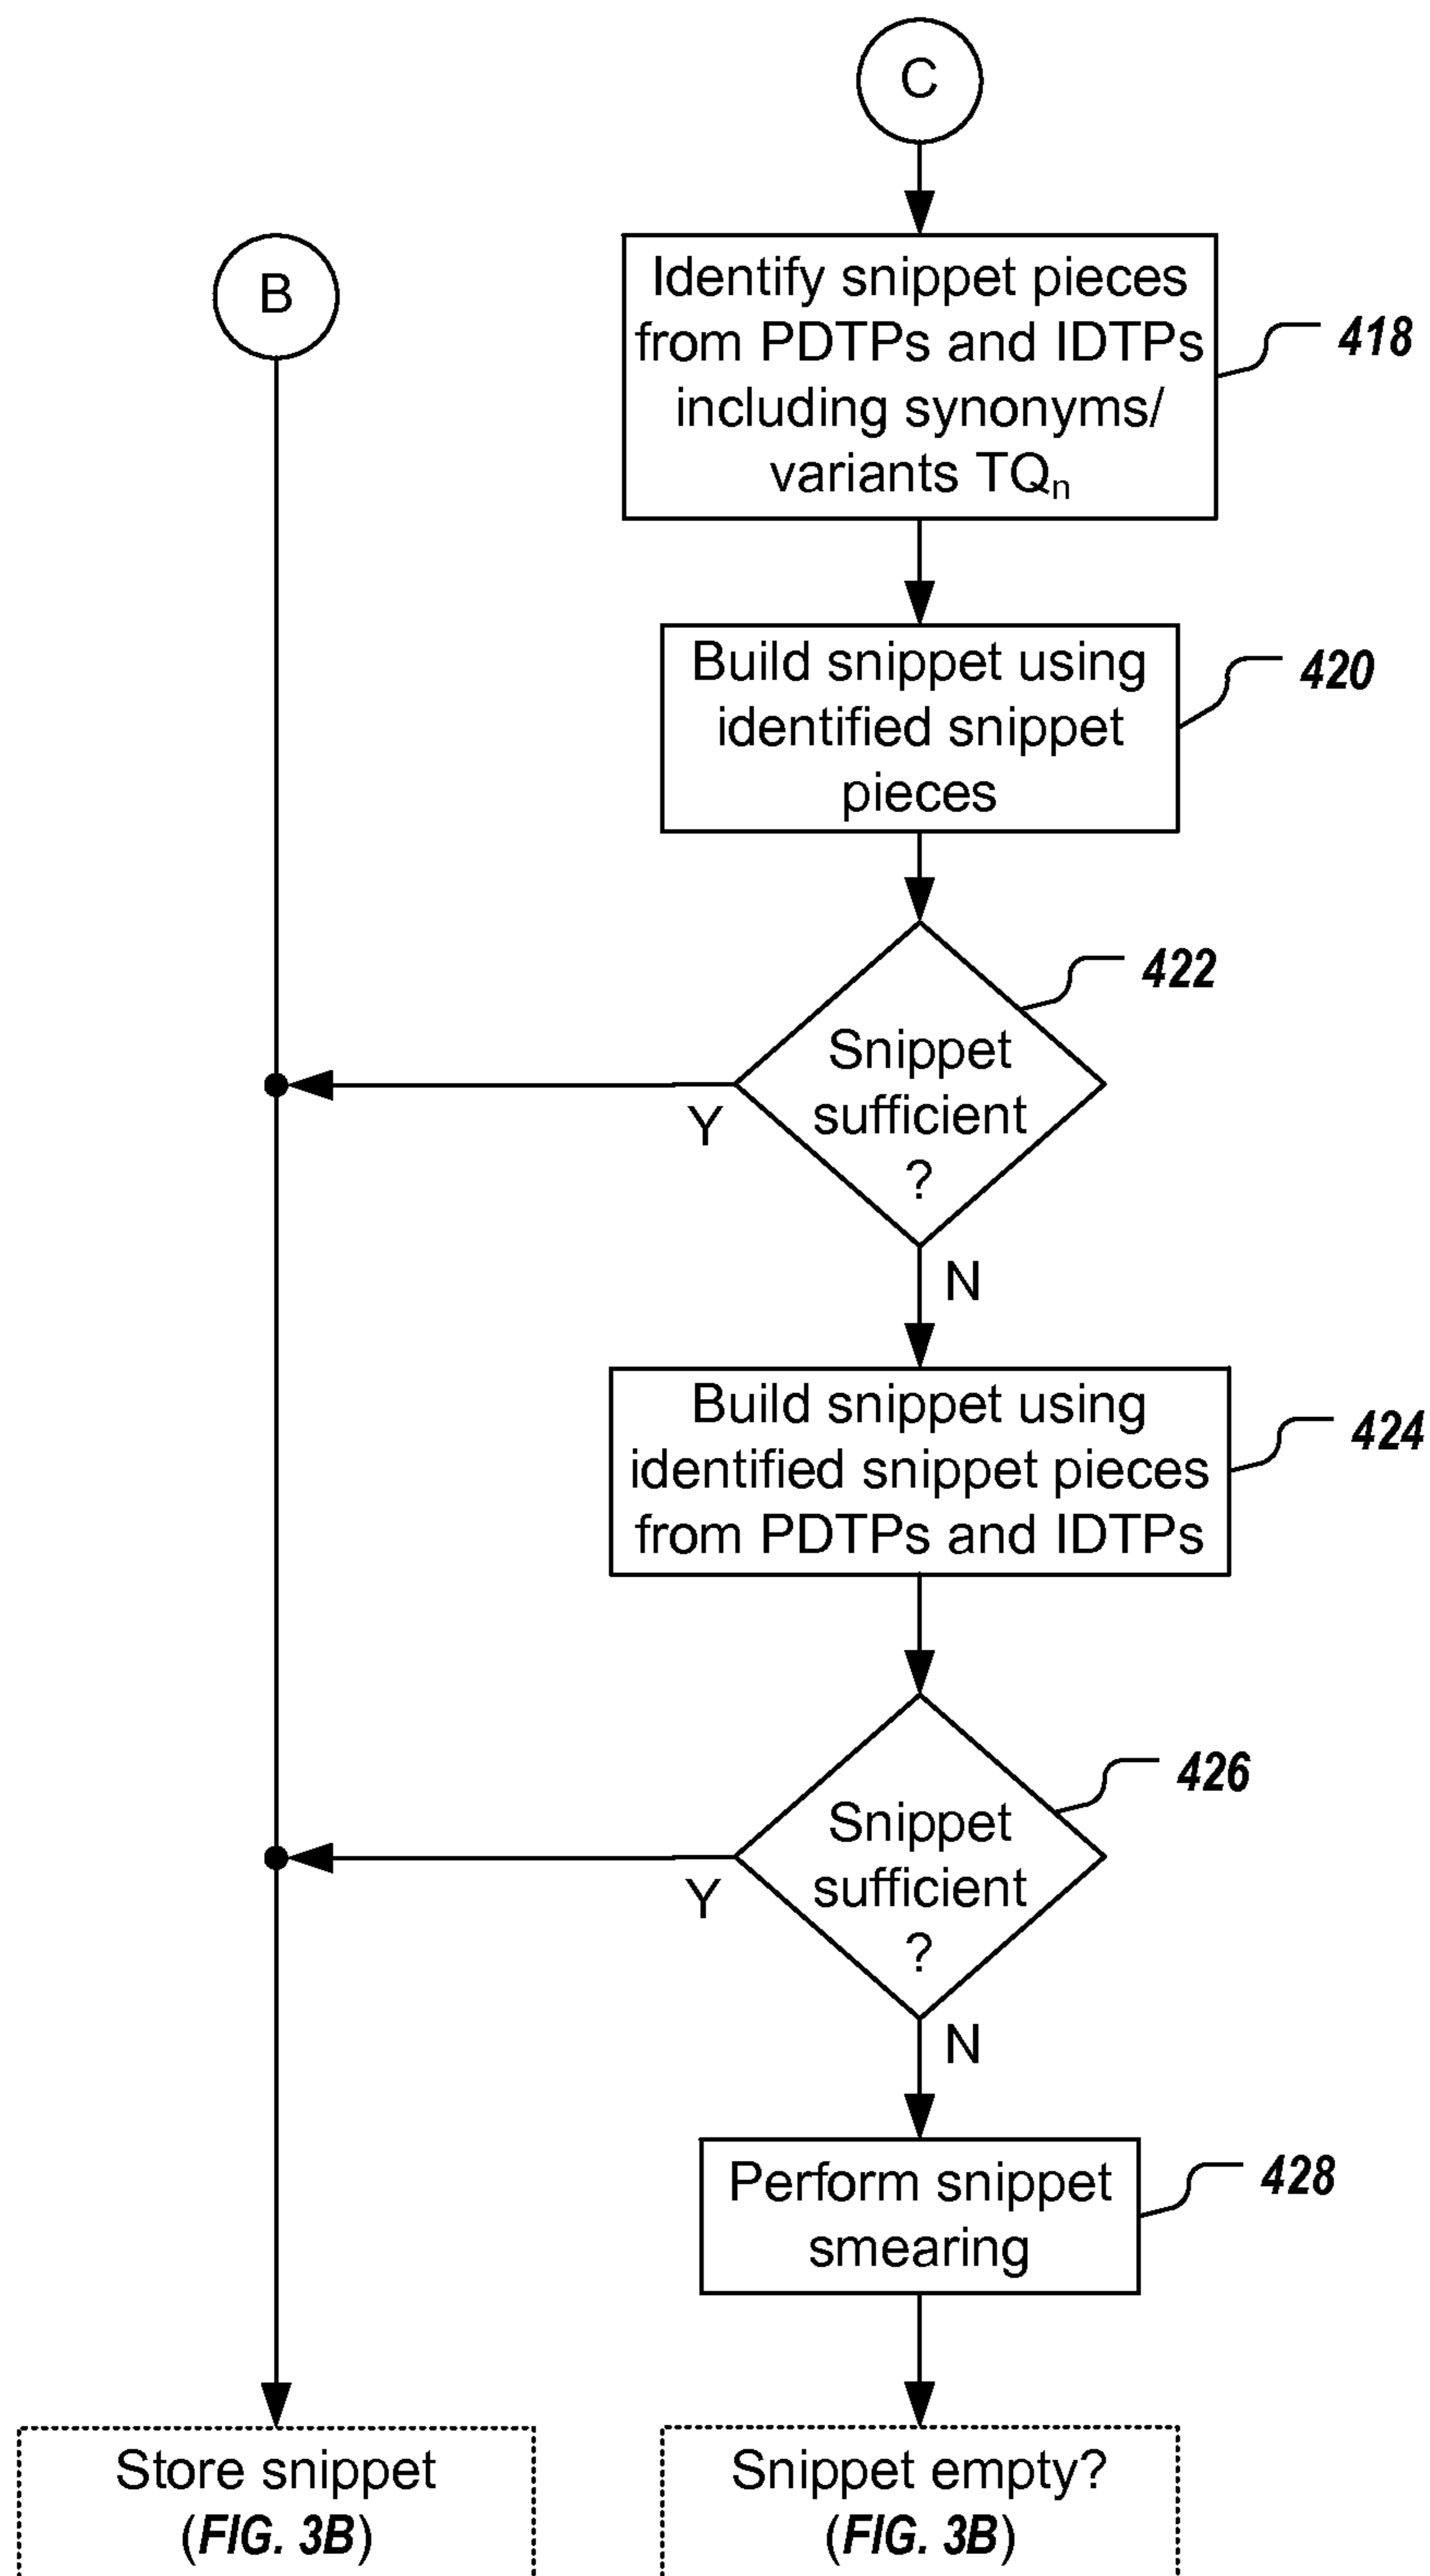 C
B
Identify snippet pieces
from PDTPs and IDTPs
including synonyms/
variants TQn
418
Build snippet using
identified snippet
pieces
420
Snippet
sufficient
?
422
Y
N
Build snippet using
identified snippet pieces
from PDTPs and IDTPs
424
Snippet
sufficient
?
426
Y
N
Perform snippet
smearing
428
Store snippet
(FIG. 3B)
Snippet empty?
(FIG. 3B)